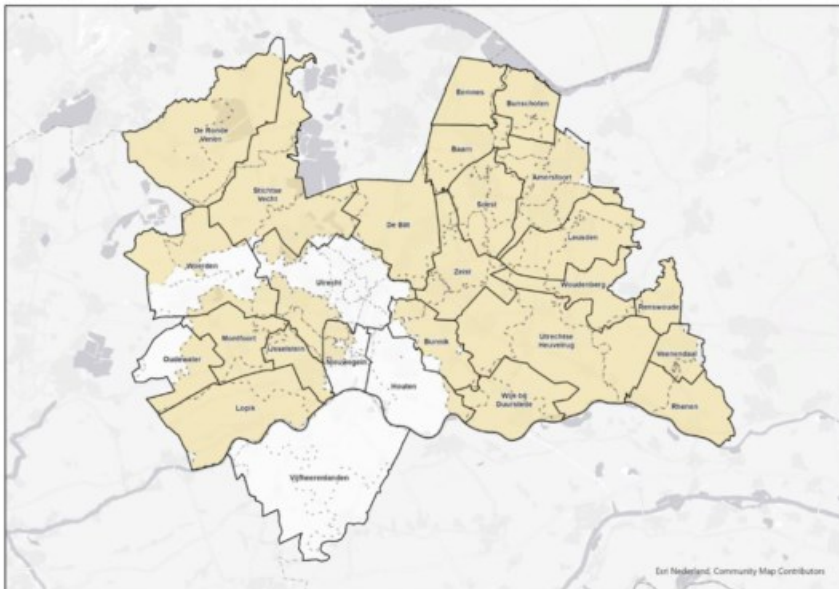 Eemnes
Bunschoten
De Ronde
Venen
Baarn
Amersfoort
Stichtse
Vecht
Soest
De Bilt
Leusden
Woerden
Utrecht
Zeist
Woudenberg
Renswoude
Montfoort
IJsselstein
Bunnik
Utrechtse
Heuvelrug
Veenendaal
Oudewater
Nieuwegein
Houten
Wijk bij
Duurstede
Rhenen
Lopik
Vijfheerenlanden
Esri Nederland, Community Map Contributors